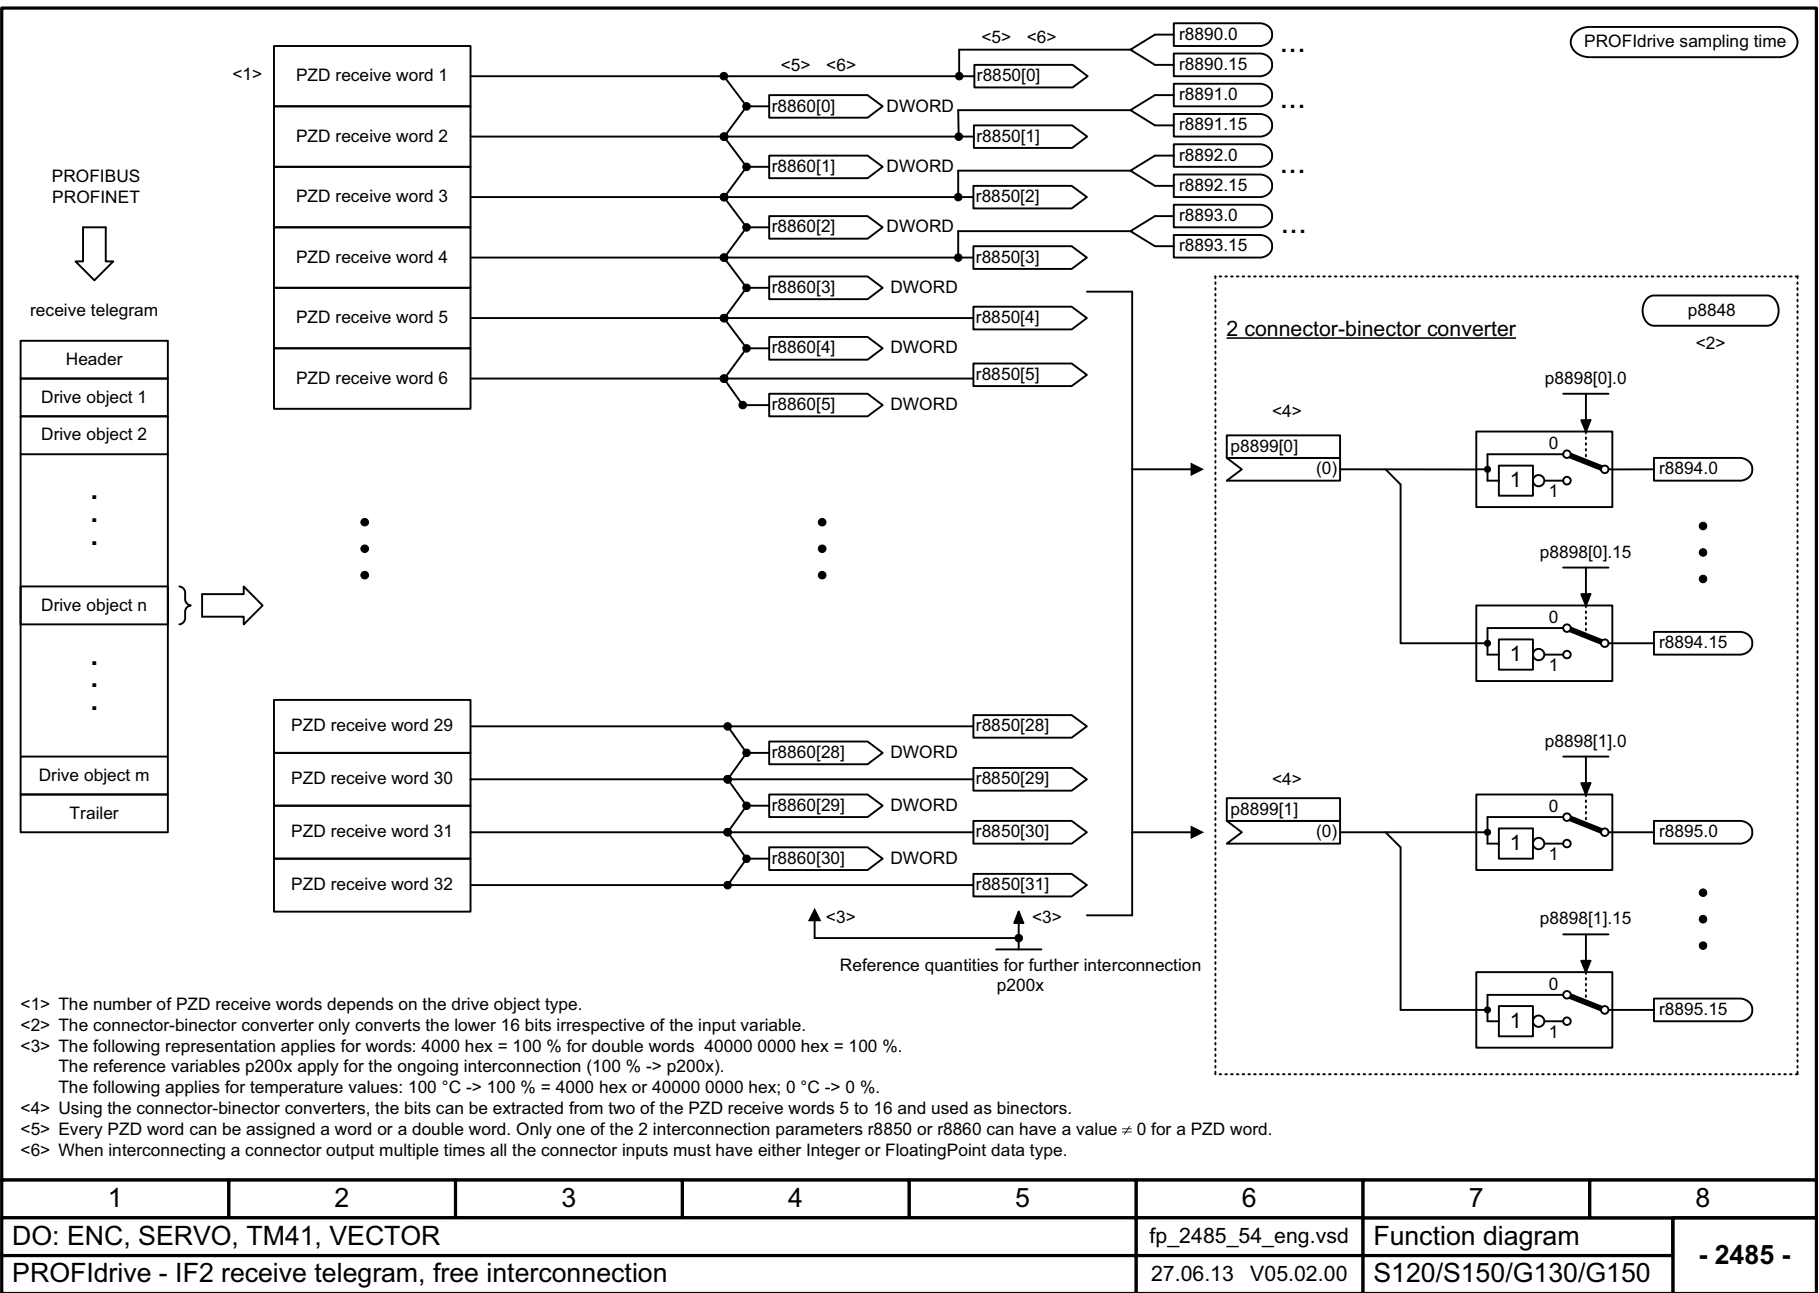 <5> <6>
r8890.0
...
r8890.15
PROFIdrive sampling time
<1>
PZD receive word 1
<5> <6>
r8850[0]
r8860[0] DWORD
r8891.0
...
r8891.15
PZD receive word 2
r8850[1]
r8860[1] DWORD
r8892.0
...
r8892.15
PZD receive word 3
r8850[2]
r8860[2] DWORD
r8893.0
...
r8893.15
PZD receive word 4
r8850[3]
r8860[3] DWORD
PZD receive word 5
r8850[4]
r8860[4] DWORD
PZD receive word 6
r8850[5]
r8860[5] DWORD
PROFIBUS
PROFINET
receive telegram
Header
Drive object 1
Drive object 2
Drive object n
Drive object m
Trailer
PZD receive word 29
r8850[28]
r8860[28] DWORD
PZD receive word 30
r8850[29]
r8860[29] DWORD
PZD receive word 31
r8850[30]
r8860[30] DWORD
PZD receive word 32
r8850[31]
<3>
<3>
Reference quantities for further interconnection
p200x
2 connector-binector converter
p8848
<2>
p8898[0].0
<4>
p8899[0]
(0)
0
1
1
r8894.0
p8898[0].15
0
1
1
r8894.15
p8898[1].0
<4>
p8899[1]
(0)
0
1
1
r8895.0
p8898[1].15
0
1
1
r8895.15
<1> The number of PZD receive words depends on the drive object type.
<2> The connector-binector converter only converts the lower 16 bits irrespective of the input variable.
<3> The following representation applies for words: 4000 hex = 100 % for double words 40000 0000 hex = 100 %.
The reference variables p200x apply for the ongoing interconnection (100 % -> p200x).
The following applies for temperature values: 100 °C -> 100 % = 4000 hex or 40000 0000 hex; 0 °C -> 0 %.
<4> Using the connector-binector converters, the bits can be extracted from two of the PZD receive words 5 to 16 and used as binectors.
<5> Every PZD word can be assigned a word or a double word. Only one of the 2 interconnection parameters r8850 or r8860 can have a value ≠ 0 for a PZD word.
<6> When interconnecting a connector output multiple times all the connector inputs must have either Integer or FloatingPoint data type.
1 2 3 4 5 6 7 8
DO: ENC, SERVO, TM41, VECTOR
fp_2485_54_eng.vsd
Function diagram
- 2485 -
PROFIdrive - IF2 receive telegram, free interconnection
27.06.13 V05.02.00
S120/S150/G130/G150